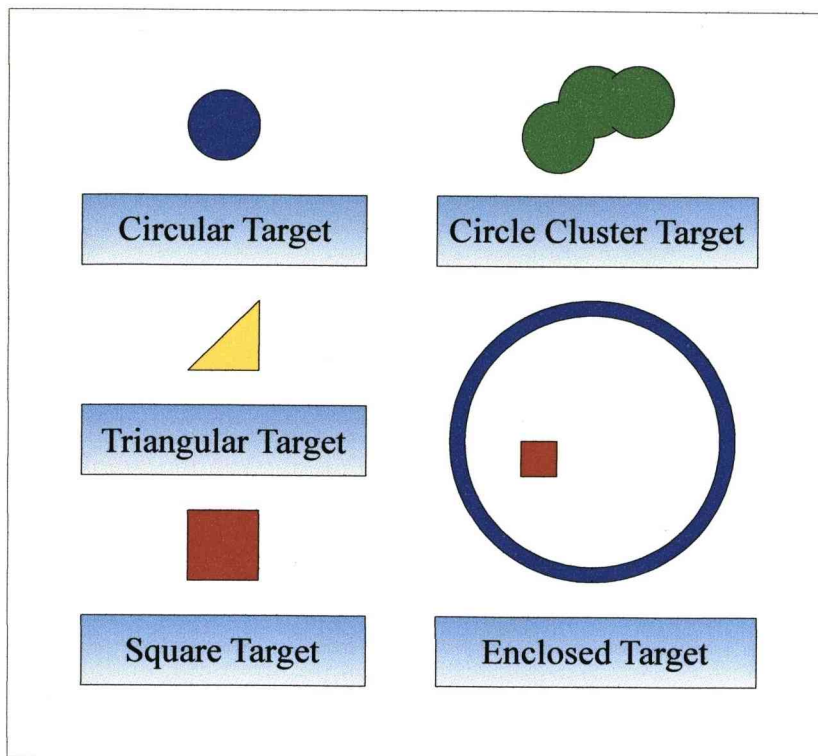 Circular Target
Circle Cluster Target
Triangular Target
Square Target
Enclosed Target